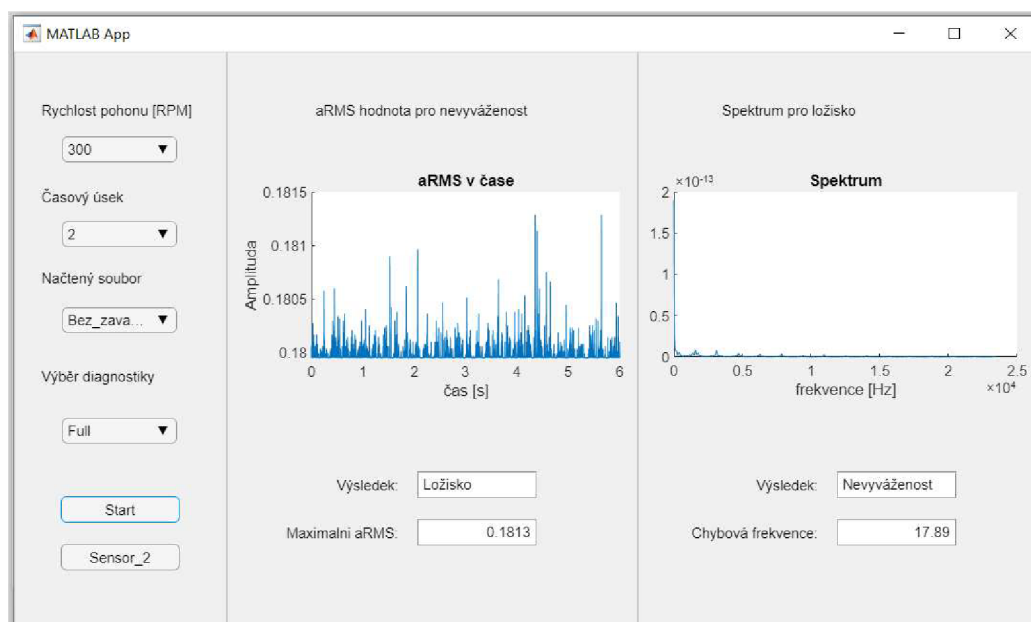 MATLAB App
Rychlost pohonu [RPM]
300
Časový úsek
2
Načtený soubor
Bez_zava...
Výběr diagnostiky
Full
Start
Sensor_2
aRMS hodnota pro nevyváženost
aRMS v čase
0.1815
0.181
0.1805
0.18
Amplituda
0 1 2 3 4 5 6
čas [s]
Výsledek: Ložisko
Maximalni aRMS: 0.1813
Spektrum pro ložisko
×10-13
Spektrum
2
1.5
1
0.5
0
0 0.5 1 1.5 2 2.5
frekvence [Hz]
×104
Výsledek: Nevyváženost
Chybová frekvence: 17.89